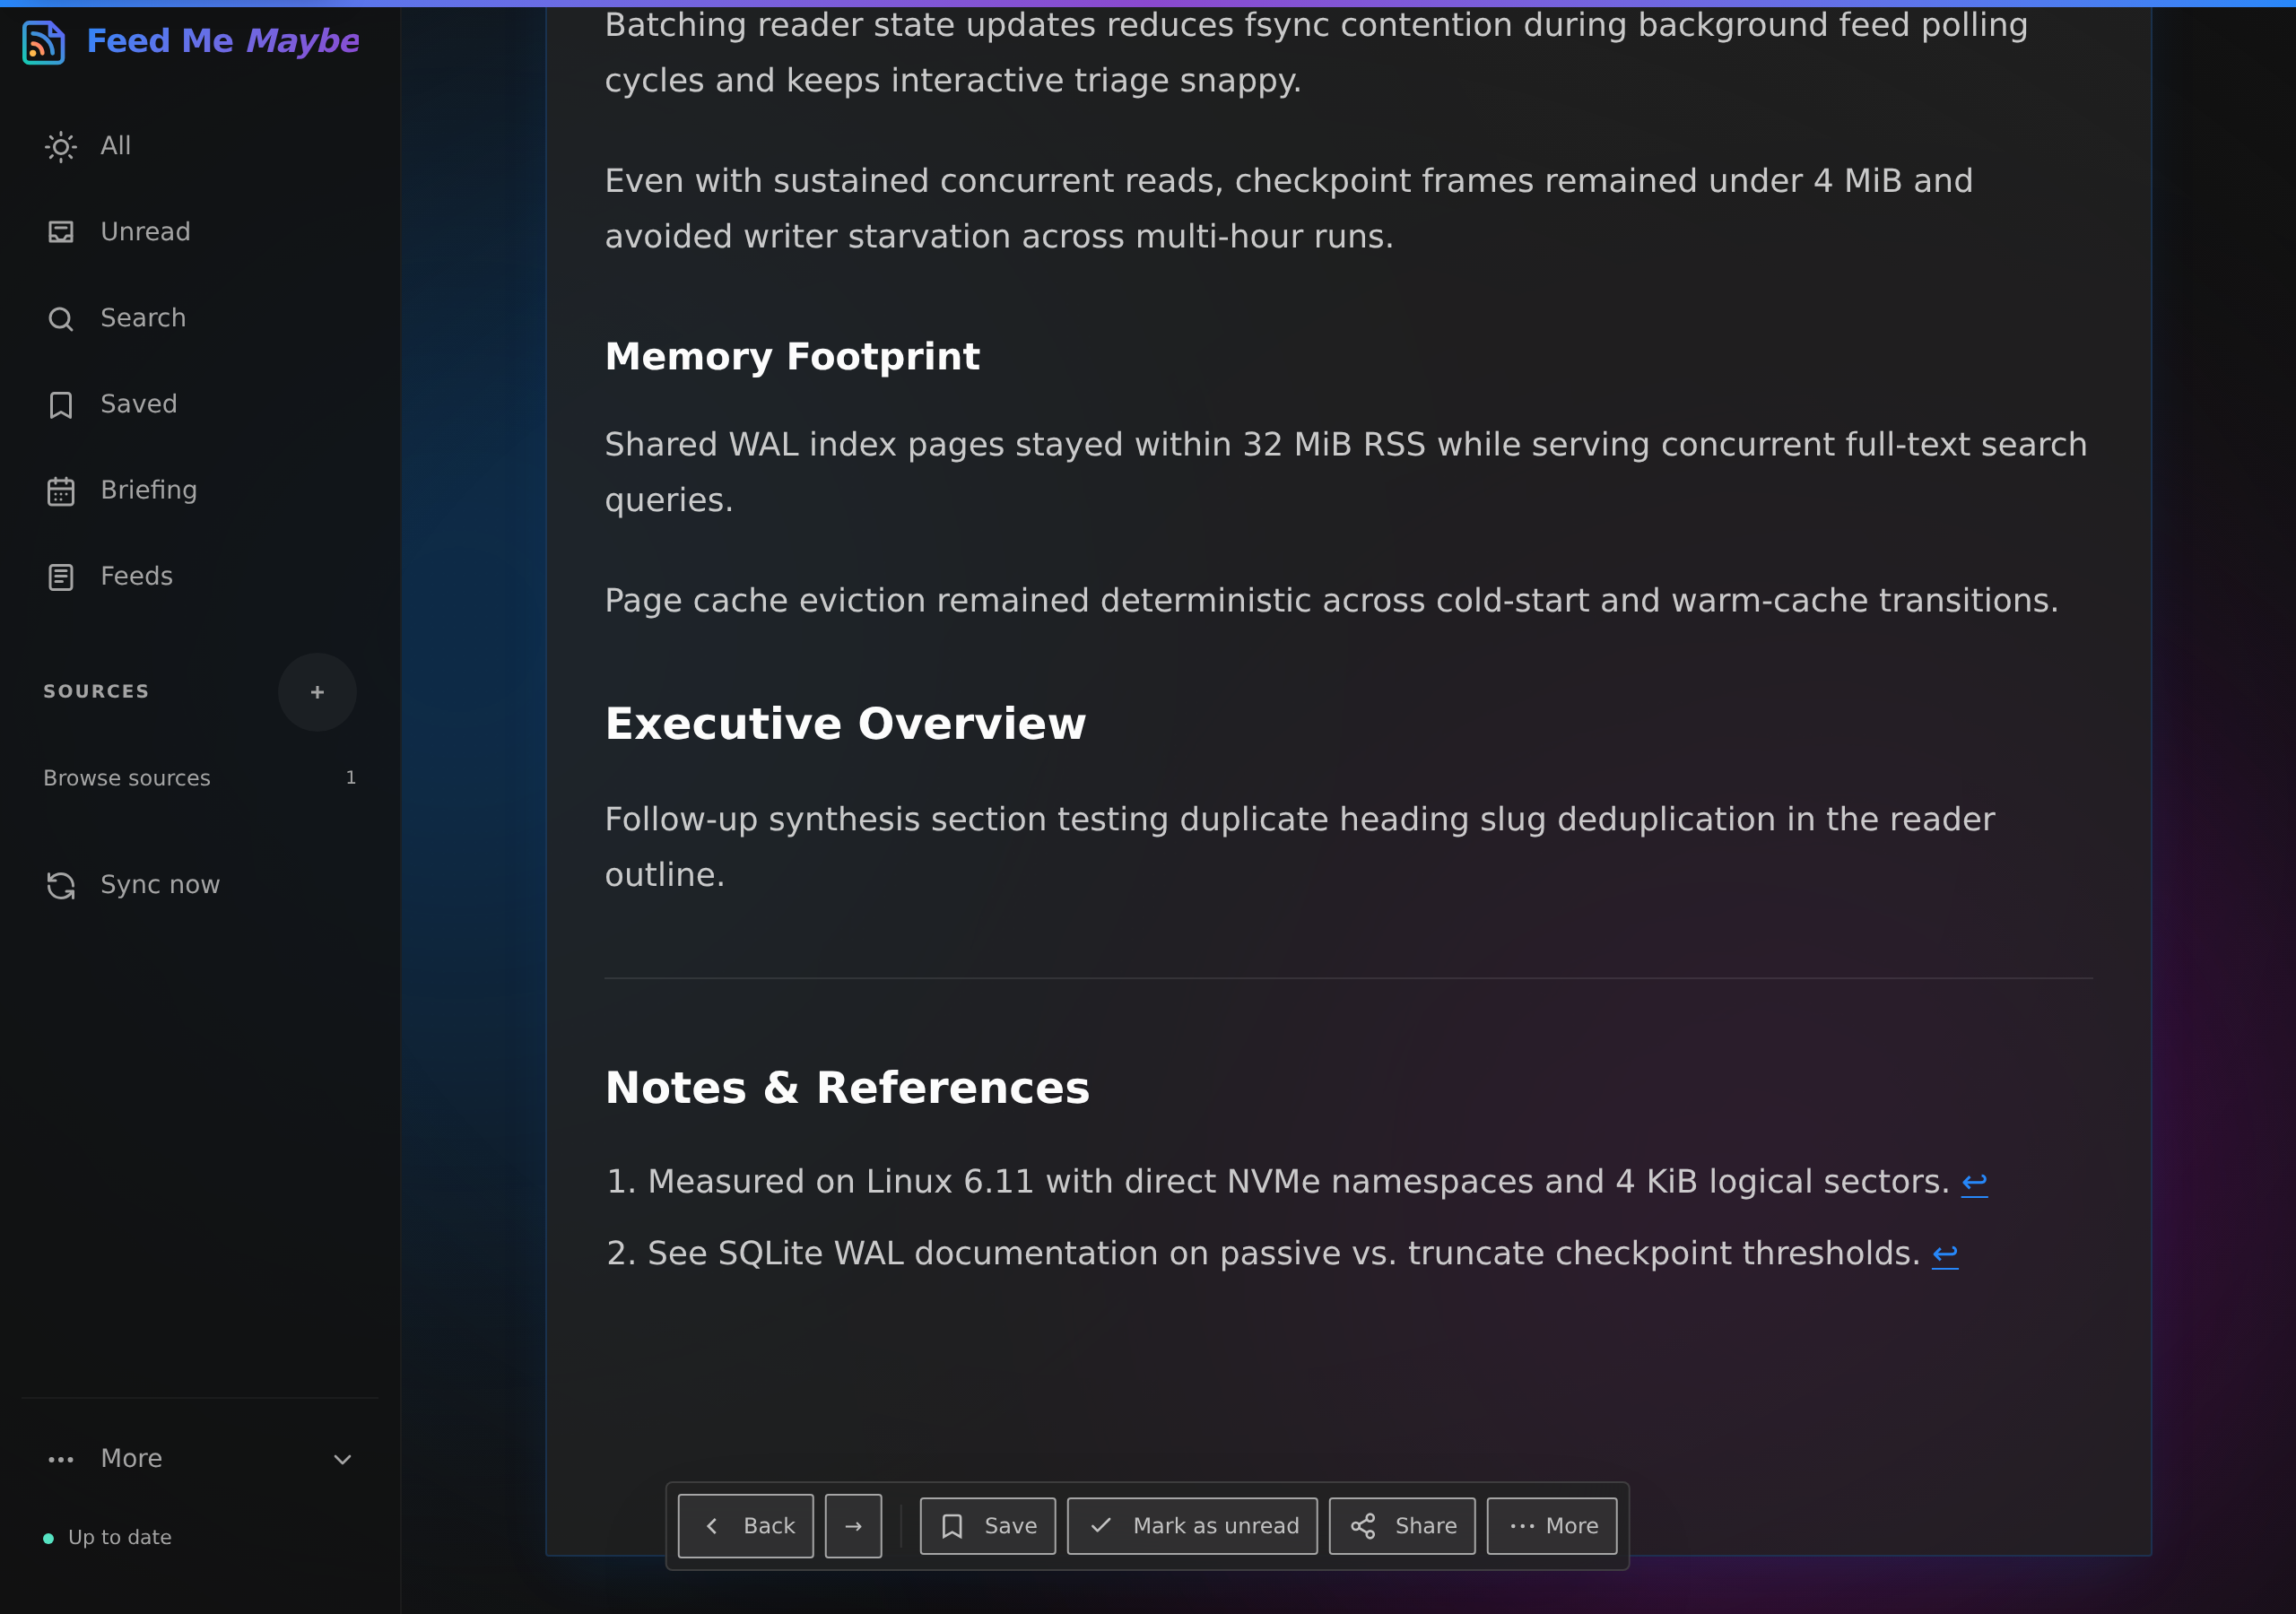 Feed Me Maybe
All
Unread
Search
Saved
Briefing
Feeds
SOURCES
+
Browse sources 1
Sync now
More
Up to date
Batching reader state updates reduces fsync contention during background feed polling
cycles and keeps interactive triage snappy.
Even with sustained concurrent reads, checkpoint frames remained under 4 MiB and
avoided writer starvation across multi-hour runs.
Memory Footprint
Shared WAL index pages stayed within 32 MiB RSS while serving concurrent full-text search
queries.
Page cache eviction remained deterministic across cold-start and warm-cache transitions.
Executive Overview
Follow-up synthesis section testing duplicate heading slug deduplication in the reader
outline.
Notes & References
1. Measured on Linux 6.11 with direct NVMe namespaces and 4 KiB logical sectors. ↩
2. See SQLite WAL documentation on passive vs. truncate checkpoint thresholds. ↩
Back → Save Mark as unread Share More